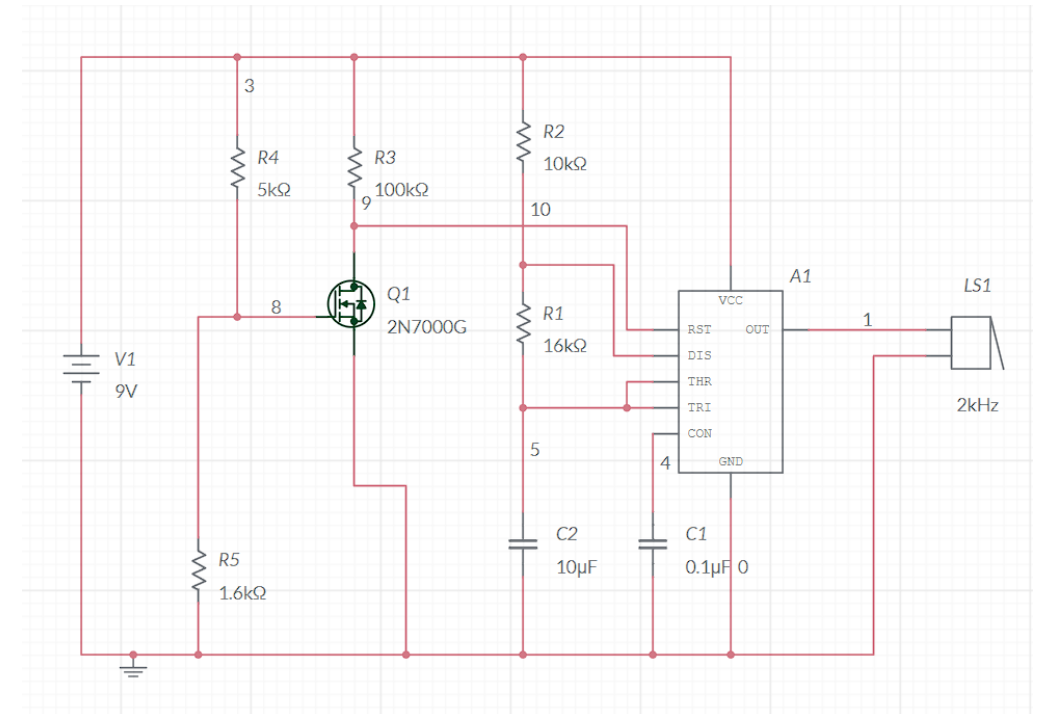 3
R4
5kΩ
R3
100kΩ
9
R2
10kΩ
10
8
Q1
2N7000G
R1
16kΩ
A1
VCC
RST
OUT
DIS
THR
TRI
CON
GND
1
LS1
2kHz
V1
9V
5
4
C2
10µF
C1
0.1µF 0
R5
1.6kΩ